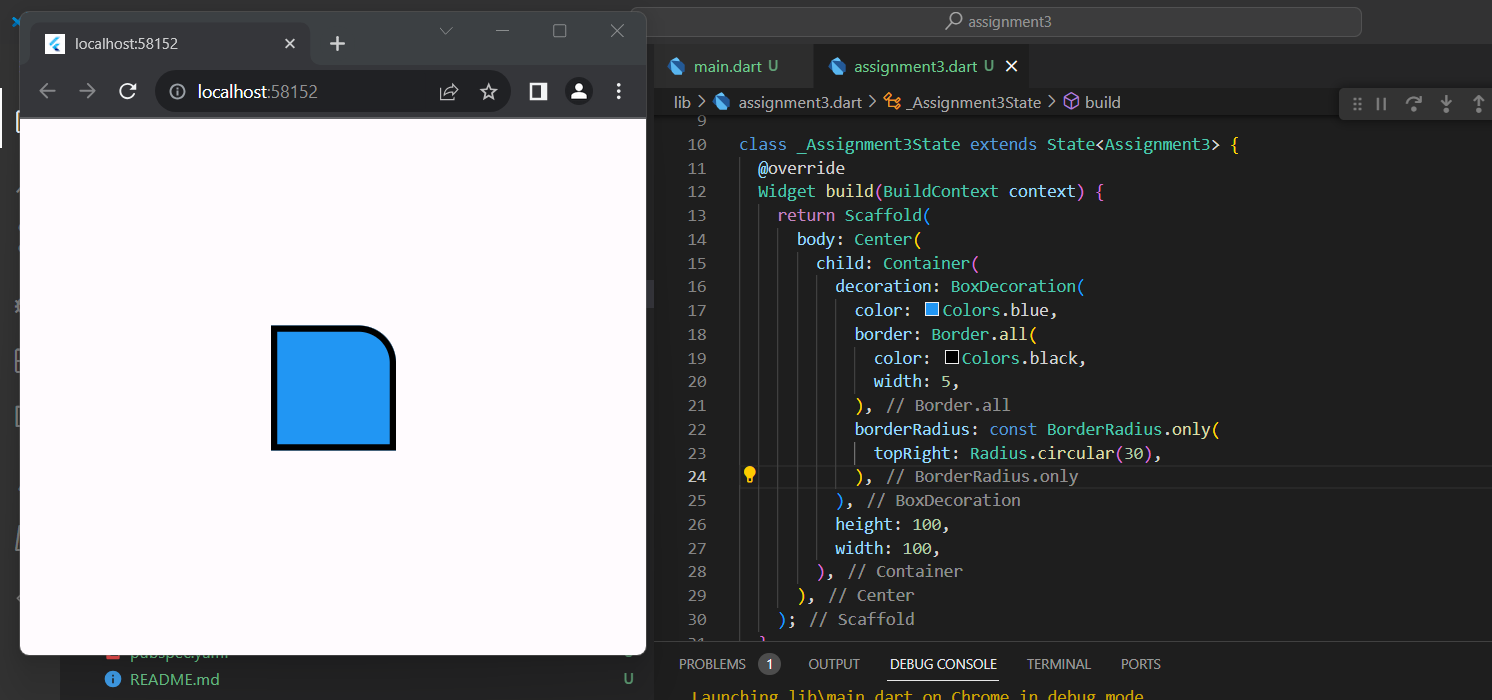 assignment3
localhost:58152
localhost:58152
main.dart U
assignment3.dart U
lib > assignment3.dart > _Assignment3State > build
9
10 class _Assignment3State extends State<Assignment3> {
11 @override
12 Widget build(BuildContext context) {
13 return Scaffold(
14 body: Center(
15 child: Container(
16 decoration: BoxDecoration(
17 color: Colors.blue,
18 border: Border.all(
19 color: Colors.black,
20 width: 5,
21 ), // Border.all
22 borderRadius: const BorderRadius.only(
23 topRight: Radius.circular(30),
24 ), // BorderRadius.only
25 ), // BoxDecoration
26 height: 100,
27 width: 100,
28 ), // Container
29 ), // Center
30 ); // Scaffold
31 }
pubspec.yaml
README.md U
PROBLEMS 1 OUTPUT DEBUG CONSOLE TERMINAL PORTS
Launching lib\main.dart on Chrome in debug mode